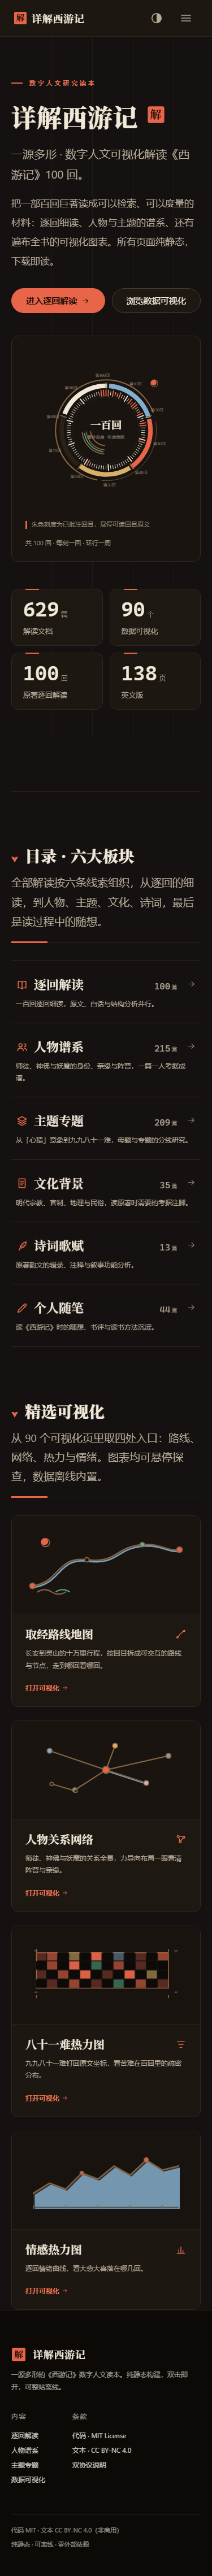 解 详解西游记
数字人文研究读本
详解西游记 解
一源多形 · 数字人文可视化解读《西
游记》100 回。
把一部百回巨著读成可以检索、可以度量的
材料：逐回细读、人物与主题的谱系、还有
遍布全书的可视化图表。所有页面纯静态，
下载即读。
进入逐回解读 →
浏览数据可视化
一百回
朱色刻度为已批注回目，悬停可读回目原文
共 100 回 · 每刻一回 · 环行一周
629 篇
解读文档
90 个
数据可视化
100 回
原著逐回解读
138 页
英文版
目录 · 六大板块
全部解读按六条线索组织，从逐回的细
读，到人物、主题、文化、诗词，最后
是读过程中的随想。
逐回解读 100 篇 →
一百回逐回细读，原文、白话与结构分析并行。
人物谱系 215 篇 →
师徒、神佛与妖魔的身份、亲缘与阵营，一篇一人考据成
谱。
主题专题 209 篇 →
从「心猿」意象到九九八十一难，母题与专题的分线研究。
文化背景 35 篇 →
明代宗教、官制、地理与民俗，读原著时需要的考据注脚。
诗词歌赋 13 篇 →
原著韵文的辑录、注释与叙事功能分析。
个人随笔 44 篇 →
读《西游记》时的随想、书评与读书方法沉淀。
精选可视化
从 90 个可视化页里取四处入口：路线、
网络、热力与情绪。图表均可悬停探
查，数据离线内置。
取经路线地图
长安到灵山的十万里行程，按回目拆成可交互的路线
与节点，走到哪回看哪回。
打开可视化 →
人物关系网络
师徒、神佛与妖魔的关系全景，力导向布局一眼看清
阵营与亲缘。
打开可视化 →
八十一难热力图
九九八十一难钉回原文坐标，看苦难在百回里的疏密
分布。
打开可视化 →
情感热力图
逐回情绪曲线，看大悲大喜落在哪几回。
打开可视化 →
解 详解西游记
一源多形的《西游记》数字人文读本。纯静态构建，双击即
开，可整站离线。
内容 条款
逐回解读 代码 · MIT License
人物谱系 文本 · CC BY-NC 4.0
主题专题 双协议说明
数据可视化
代码 MIT · 文本 CC BY-NC 4.0（非商用）
纯静态 · 可离线 · 零外部依赖